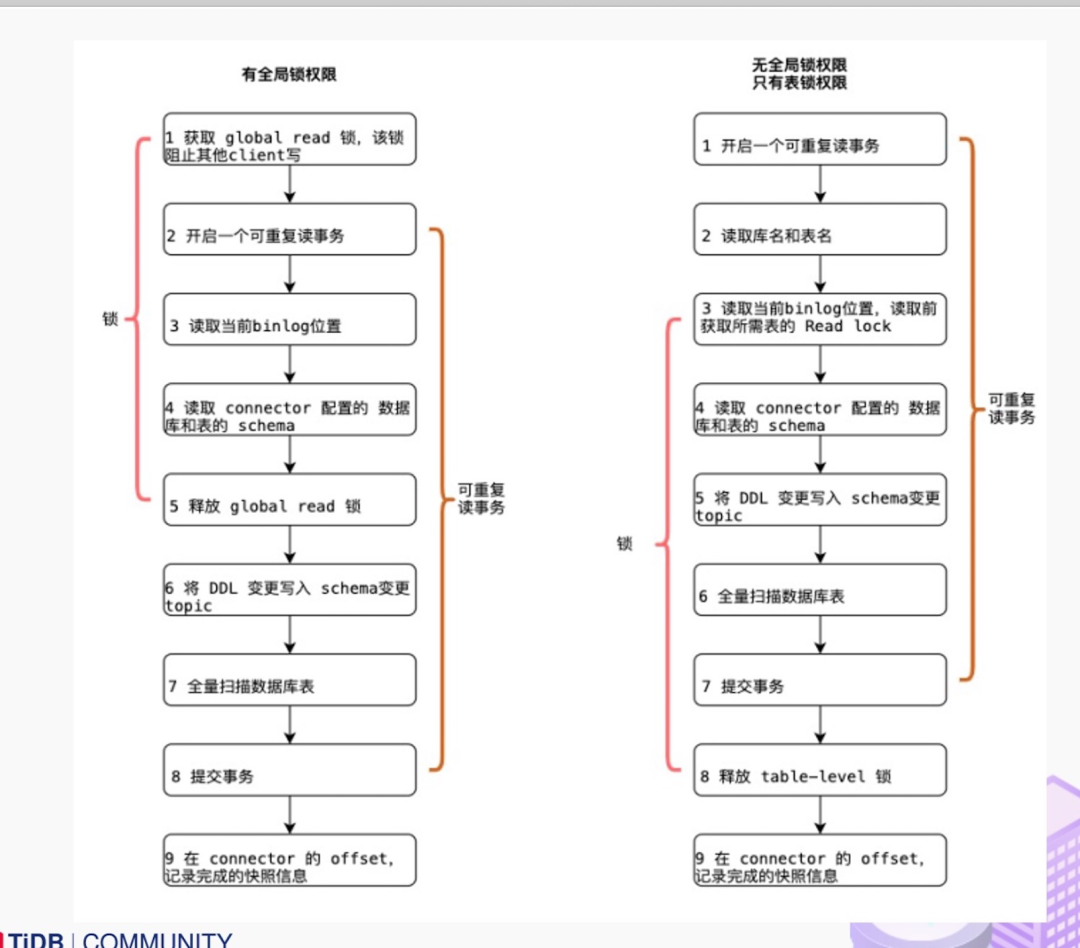 有全局锁权限
1 获取 global read 锁，该锁
阻止其他client写
2 开启一个可重复读事务
3 读取当前binlog位置
4 读取 connector 配置的 数据
库和表的 schema
5 释放 global read 锁
6 将 DDL 变更写入 schema变更
topic
7 全量扫描数据库表
8 提交事务
9 在 connector 的 offset，
记录完成的快照信息
锁
可重复
读事务
无全局锁权限
只有表锁权限
1 开启一个可重复读事务
2 读取库名和表名
3 读取当前binlog位置，读取前
获取所需表的 Read lock
4 读取 connector 配置的 数据
库和表的 schema
5 将 DDL 变更写入 schema变更
topic
6 全量扫描数据库表
7 提交事务
8 释放 table-level 锁
9 在 connector 的 offset，
记录完成的快照信息
锁
可重复
读事务
TiDB | COMMUNITY